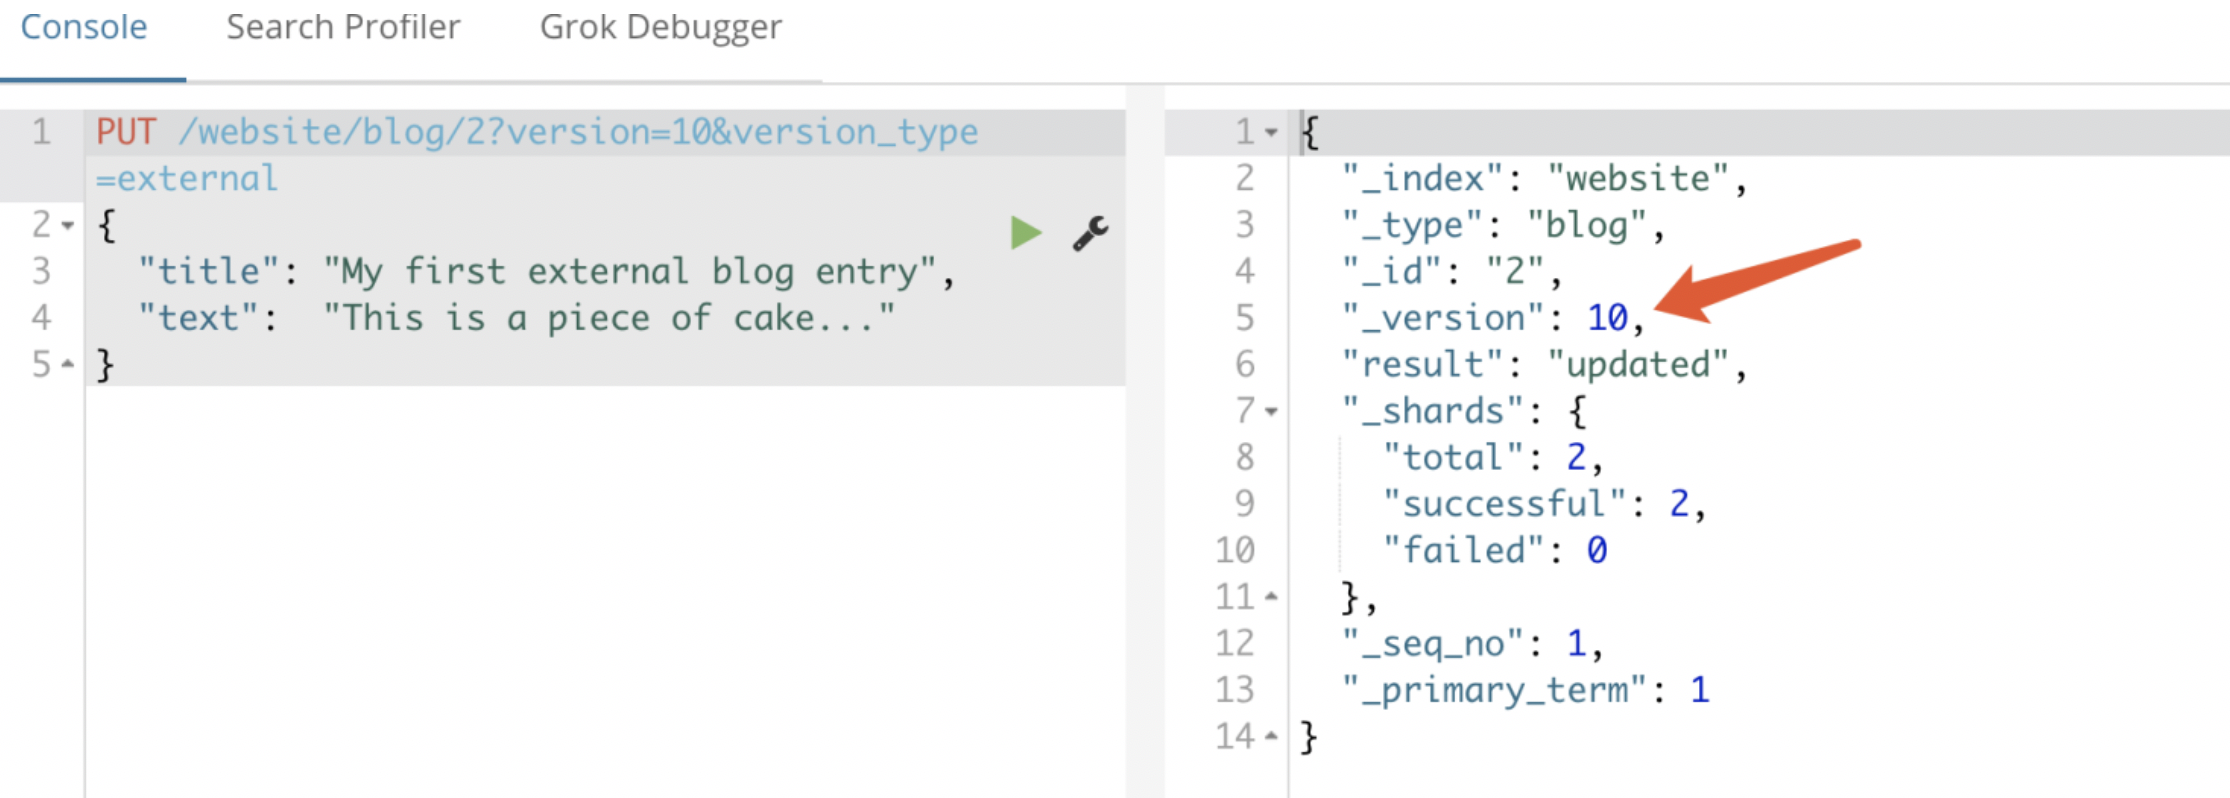 Console Search Profiler Grok Debugger
1 PUT /website/blog/2?version=10&version_type
=external
2 {
3 "title": "My first external blog entry",
4 "text":  "This is a piece of cake..."
5 }
1 {
2 "_index": "website",
3 "_type": "blog",
4 "_id": "2",
5 "_version": 10,
6 "result": "updated",
7 "_shards": {
8 "total": 2,
9 "successful": 2,
10 "failed": 0
11 },
12 "_seq_no": 1,
13 "_primary_term": 1
14 }